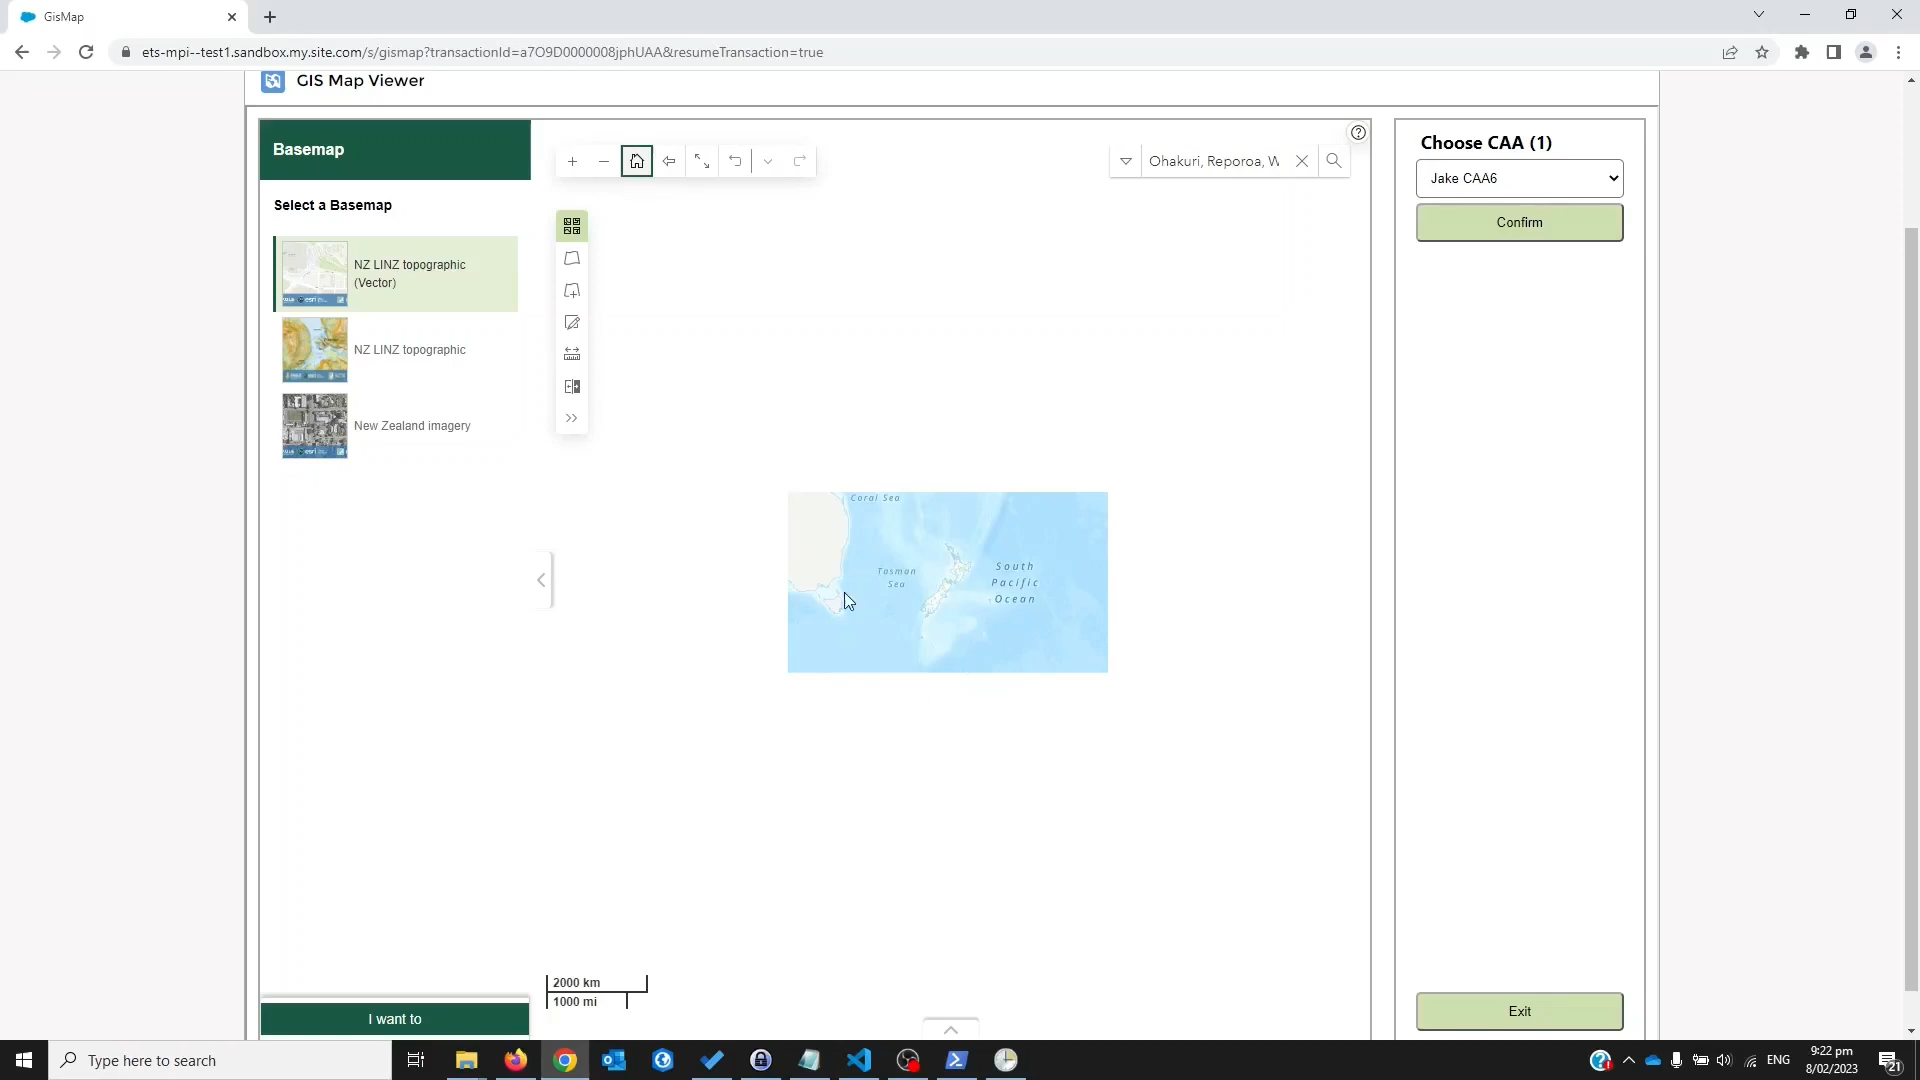 GisMap
ets-mpi--test1.sandbox.my.site.com/s/gismap?transactionId=a7O9D0000008jphUAA&resumeTransaction=true
GIS Map Viewer
Basemap
Select a Basemap
NZ LINZ topographic
(Vector)
NZ LINZ topographic
New Zealand imagery
Ohakuri, Reporoa, W
Choose CAA (1)
Jake CAA6
Confirm
Coral Sea
Tasman
Sea
South
Pacific
Ocean
2000 km
1000 mi
I want to
Exit
Type here to search
ENG
9:22 pm
8/02/2023
21